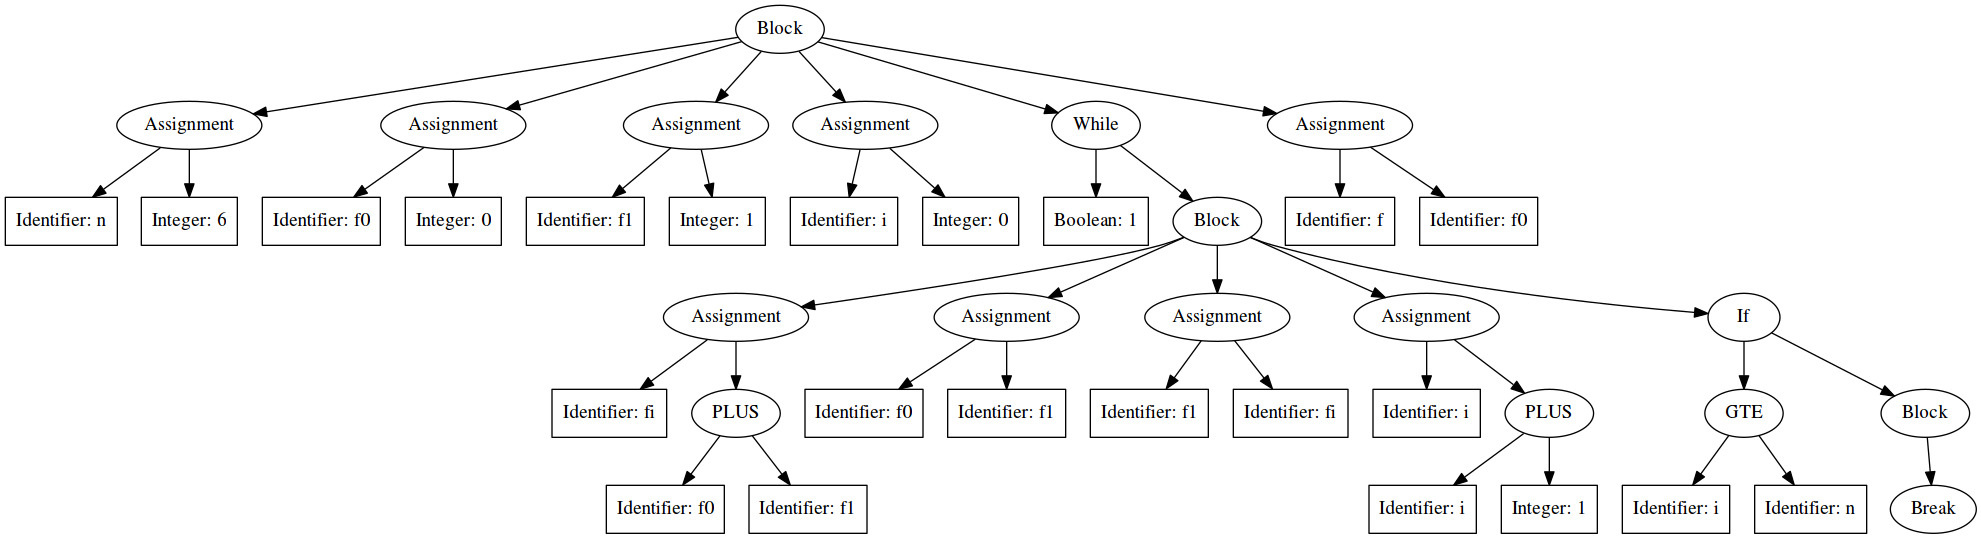 Block
Assignment Assignment Assignment Assignment While Assignment
Identifier: n Integer: 6 Identifier: f0 Integer: 0 Identifier: f1 Integer: 1 Identifier: i Integer: 0 Boolean: 1 Block Identifier: f Identifier: f0
Assignment Assignment Assignment Assignment If
Identifier: fi PLUS Identifier: f0 Identifier: f1 Identifier: f1 Identifier: fi Identifier: i PLUS GTE Block
Identifier: f0 Identifier: f1 Identifier: i Integer: 1 Identifier: i Identifier: n Break